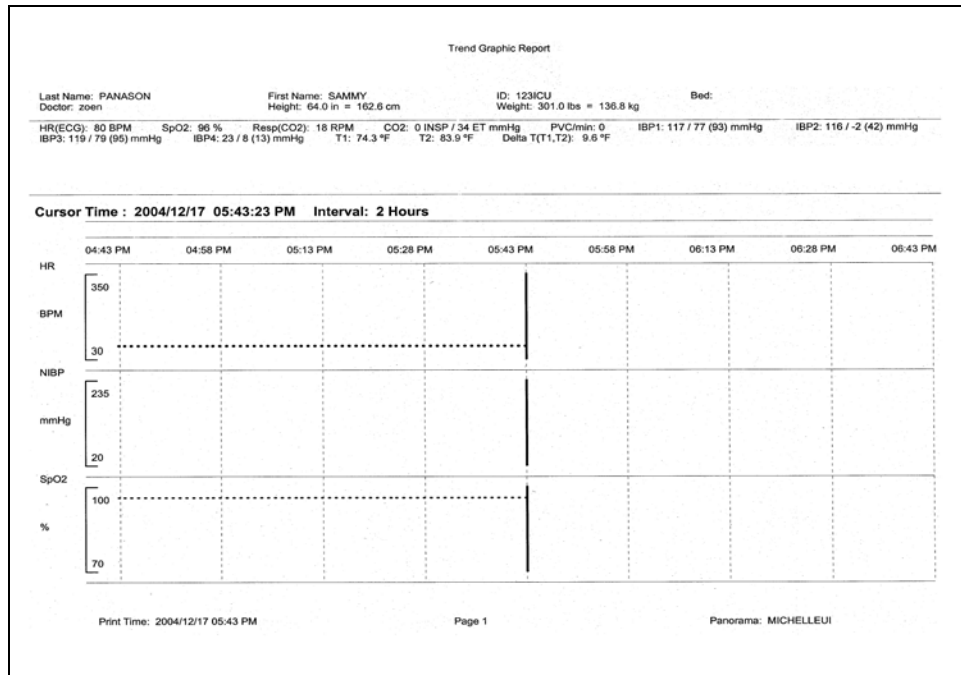 Trend Graphic Report
Last Name: PANASON First Name: SAMMY ID: 123ICU Bed:
Doctor: zoen Height: 64.0 in = 162.6 cm Weight: 301.0 lbs = 136.8 kg
HR(ECG): 80 BPM SpO2: 96 % Resp(CO2): 18 RPM CO2: 0 INSP / 34 ET mmHg PVC/min: 0 IBP1: 117 / 77 (93) mmHg IBP2: 116 / -2 (42) mmHg
IBP3: 119 / 79 (95) mmHg IBP4: 23 / 8 (13) mmHg T1: 74.3 ºF T2: 83.9 ºF Delta T(T1,T2): 9.6 ºF
Cursor Time : 2004/12/17 05:43:23 PM Interval: 2 Hours
04:43 PM 04:58 PM 05:13 PM 05:28 PM 05:43 PM 05:58 PM 06:13 PM 06:28 PM 06:43 PM
HR
350
BPM
30
NIBP
235
mmHg
20
SpO2
100
%
70
Print Time: 2004/12/17 05:43 PM Page 1 Panorama: MICHELLEUI